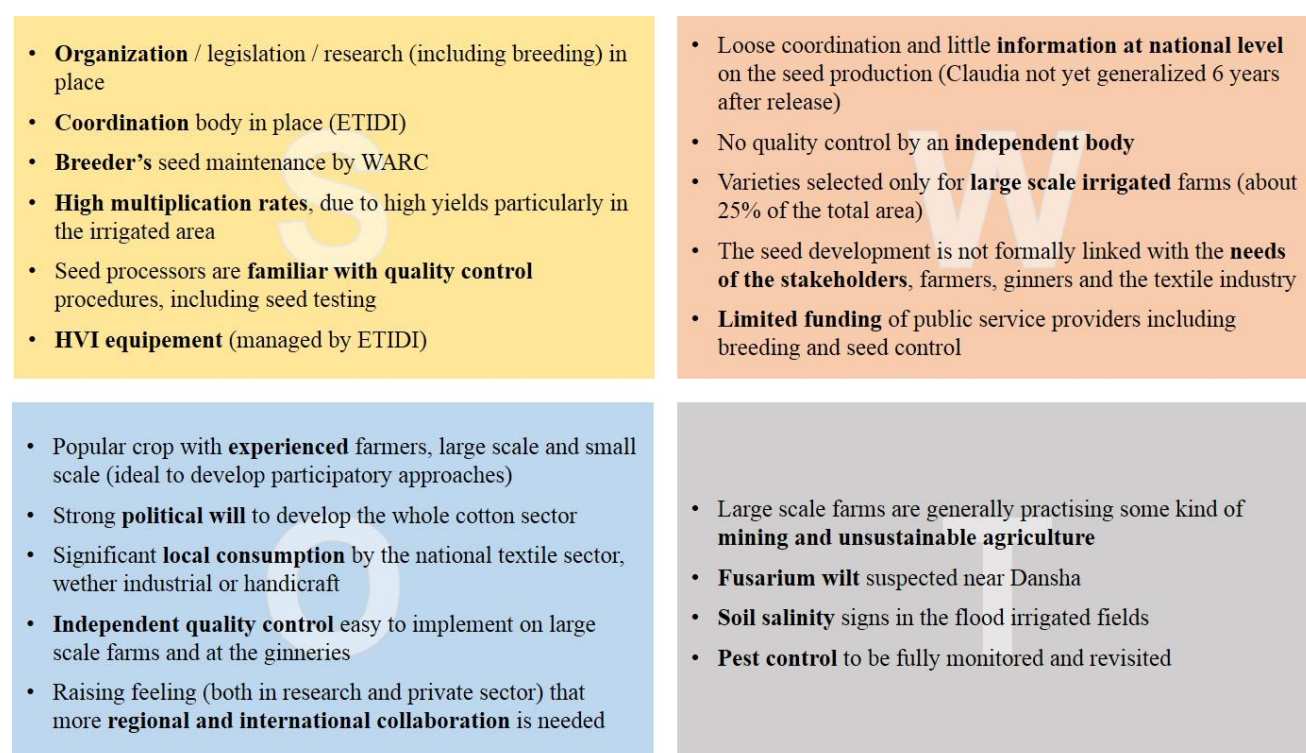 S
• Organization / legislation / research (including breeding) in
place
• Coordination body in place (ETIDI)
• Breeder’s seed maintenance by WARC
• High multiplication rates, due to high yields particularly in
the irrigated area
• Seed processors are familiar with quality control
procedures, including seed testing
• HVI equipement (managed by ETIDI)
W
• Loose coordination and little information at national level
on the seed production (Claudia not yet generalized 6 years
after release)
• No quality control by an independent body
• Varieties selected only for large scale irrigated farms (about
25% of the total area)
• The seed development is not formally linked with the needs
of the stakeholders, farmers, ginners and the textile industry
• Limited funding of public service providers including
breeding and seed control
O
• Popular crop with experienced farmers, large scale and small
scale (ideal to develop participatory approaches)
• Strong political will to develop the whole cotton sector
• Significant local consumption by the national textile sector,
wether industrial or handicraft
• Independent quality control easy to implement on large
scale farms and at the ginneries
• Raising feeling (both in research and private sector) that
more regional and international collaboration is needed
T
• Large scale farms are generally practising some kind of
mining and unsustainable agriculture
• Fusarium wilt suspected near Dansha
• Soil salinity signs in the flood irrigated fields
• Pest control to be fully monitored and revisited